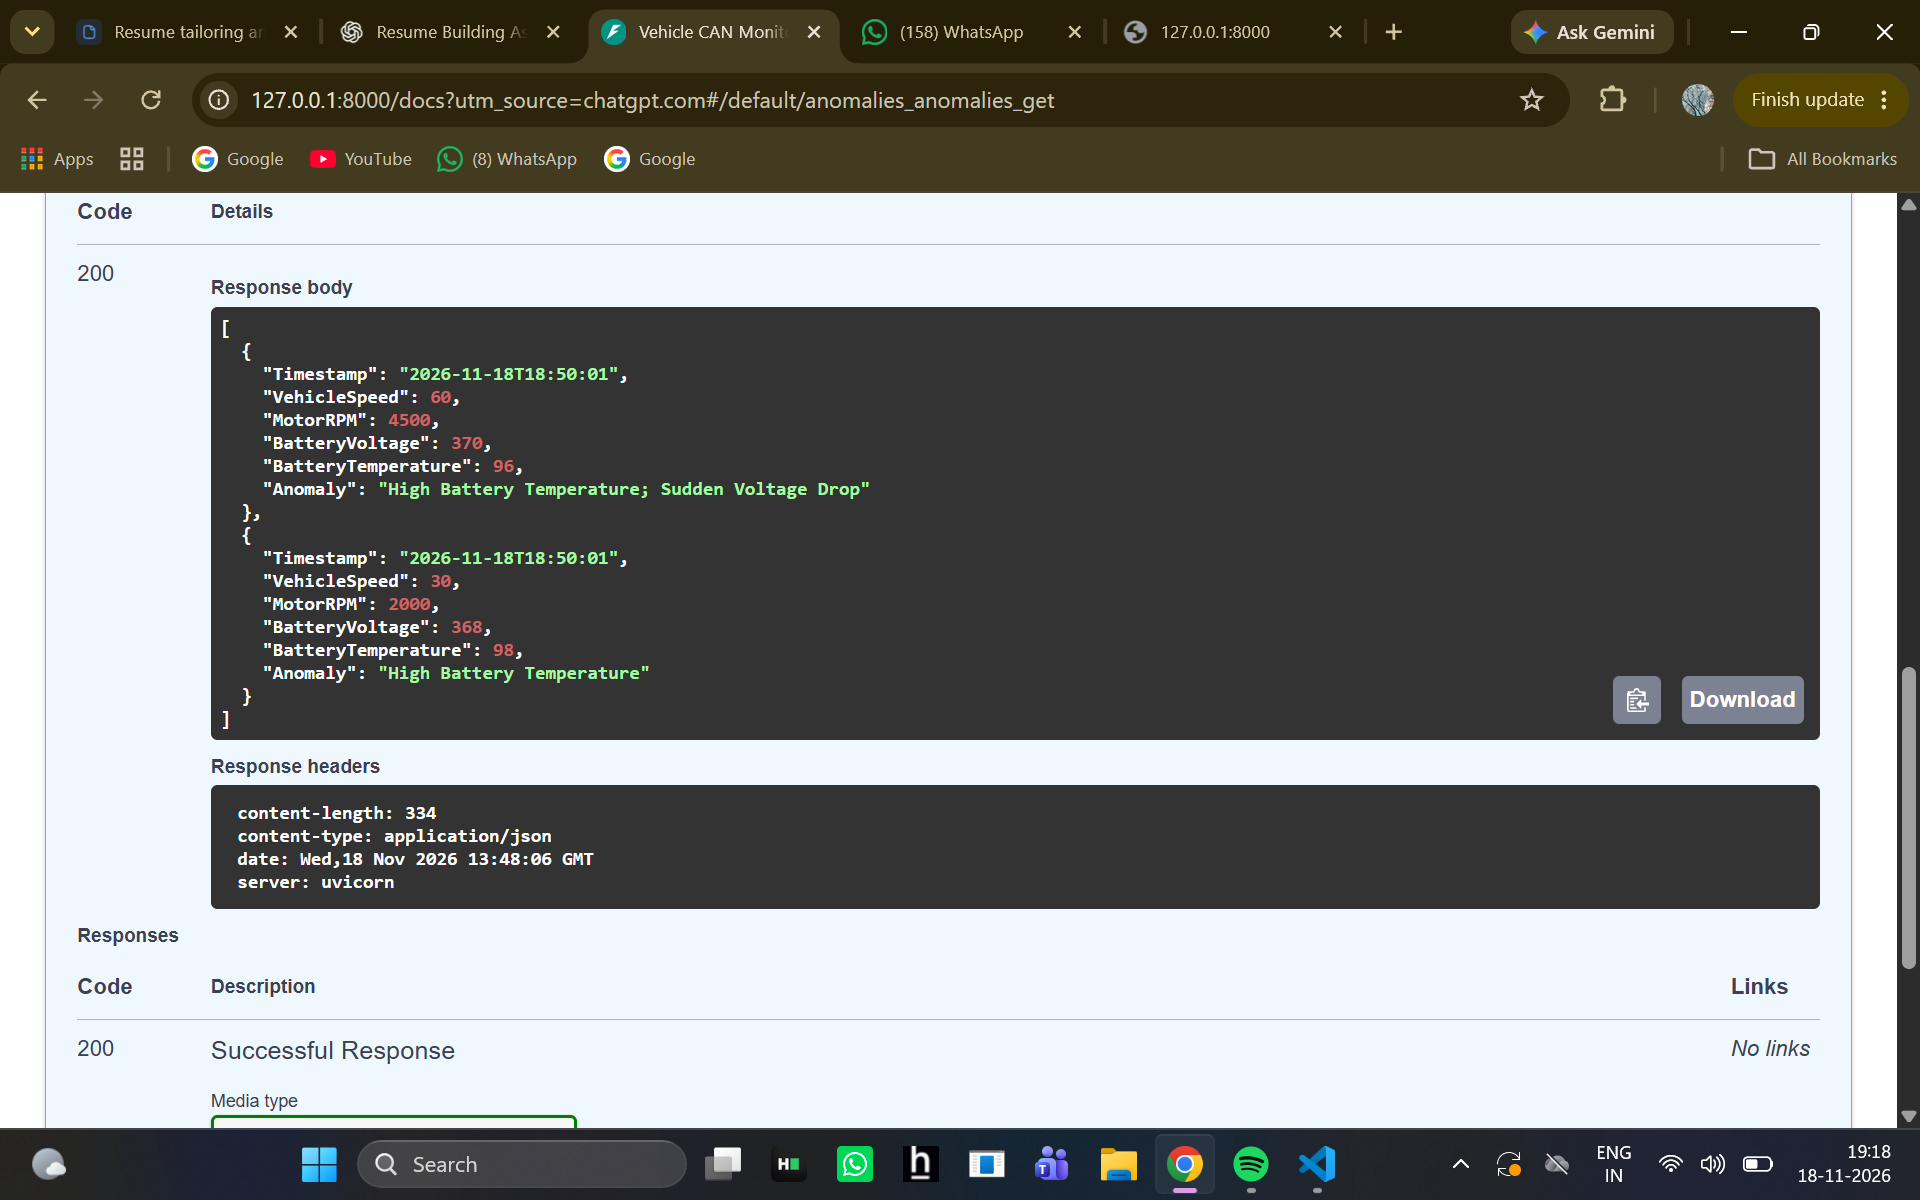 Resume tailoring ar
Resume Building As
Vehicle CAN Monito
(158) WhatsApp
127.0.0.1:8000
Ask Gemini
127.0.0.1:8000/docs?utm_source=chatgpt.com#/default/anomalies_anomalies_get
Finish update
Apps
Google
YouTube
(8) WhatsApp
Google
All Bookmarks
Code Details
200
Response body
[
{
"Timestamp": "2026-11-18T18:50:01",
"VehicleSpeed": 60,
"MotorRPM": 4500,
"BatteryVoltage": 370,
"BatteryTemperature": 96,
"Anomaly": "High Battery Temperature; Sudden Voltage Drop"
},
{
"Timestamp": "2026-11-18T18:50:01",
"VehicleSpeed": 30,
"MotorRPM": 2000,
"BatteryVoltage": 368,
"BatteryTemperature": 98,
"Anomaly": "High Battery Temperature"
}
]
Download
Response headers
content-length: 334
content-type: application/json
date: Wed,18 Nov 2026 13:48:06 GMT
server: uvicorn
Responses
Code Description Links
200 Successful Response No links
Media type
Search
ENG
IN
19:18
18-11-2026